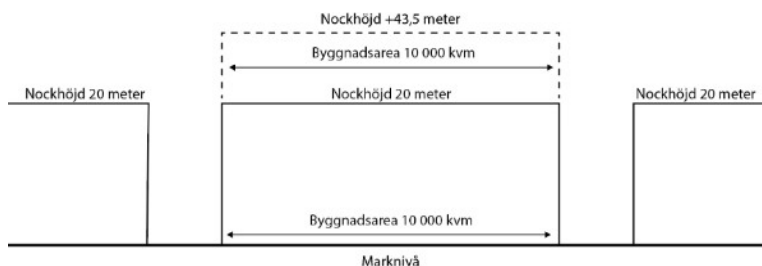 Nockhöjd +43,5 meter
Byggnadsarea 10 000 kvm
Nockhöjd 20 meter
Nockhöjd 20 meter
Nockhöjd 20 meter
Byggnadsarea 10 000 kvm
Marknivå